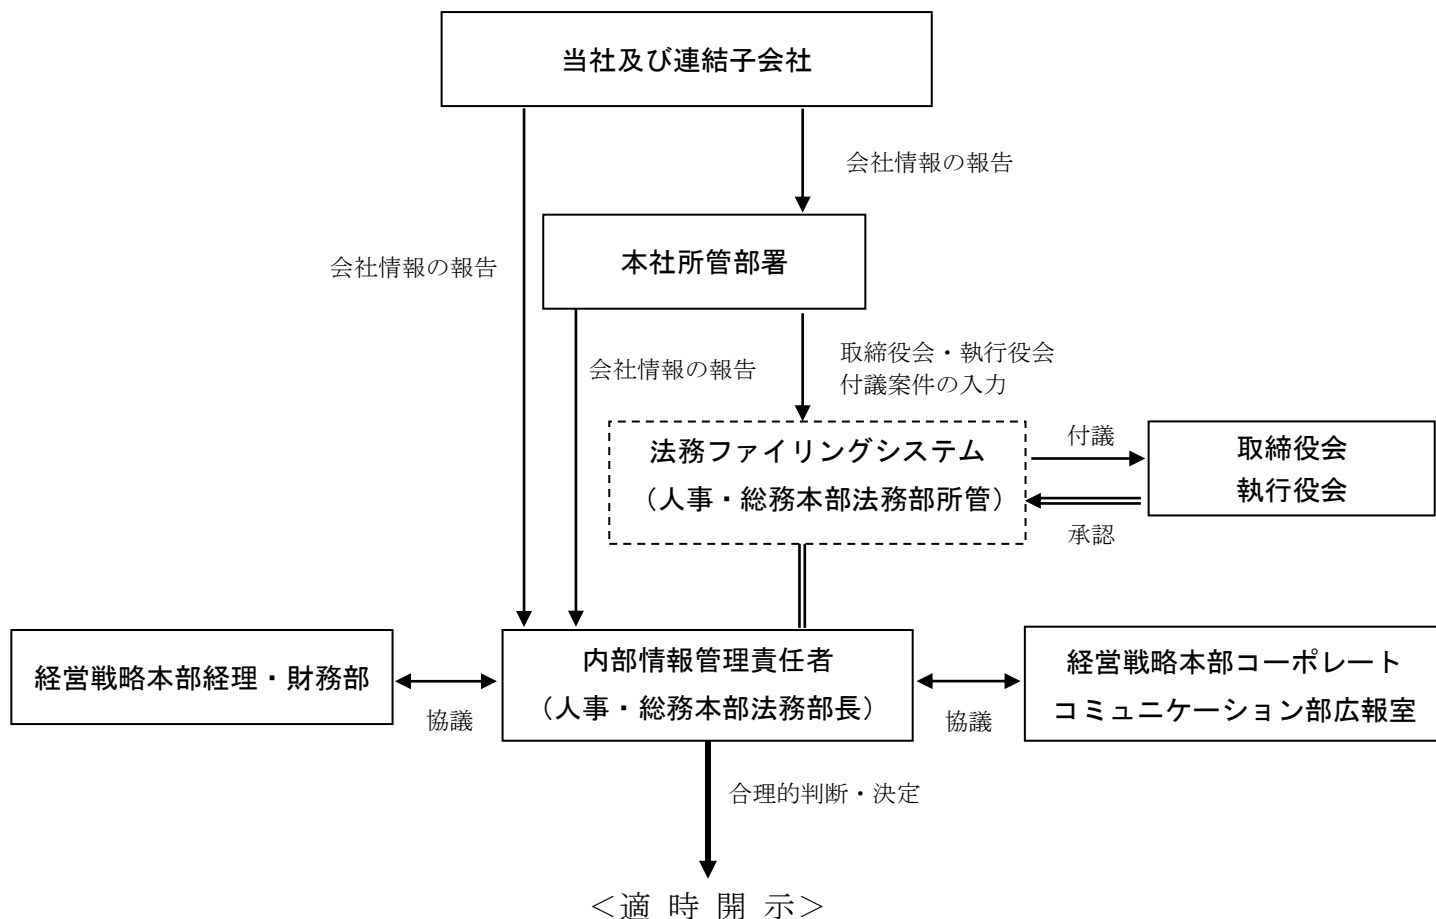 当社及び連結子会社
会社情報の報告
本社所管部署
会社情報の報告
取締役会・執行役会
付議案件の入力
会社情報の報告
法務ファイリングシステム
（人事・総務本部法務部所管）
付議
承認
取締役会
執行役会
経営戦略本部経理・財務部
協議
内部情報管理責任者
（人事・総務本部法務部長）
協議
経営戦略本部コーポレート
コミュニケーション部広報室
合理的判断・決定
＜適 時 開 示＞